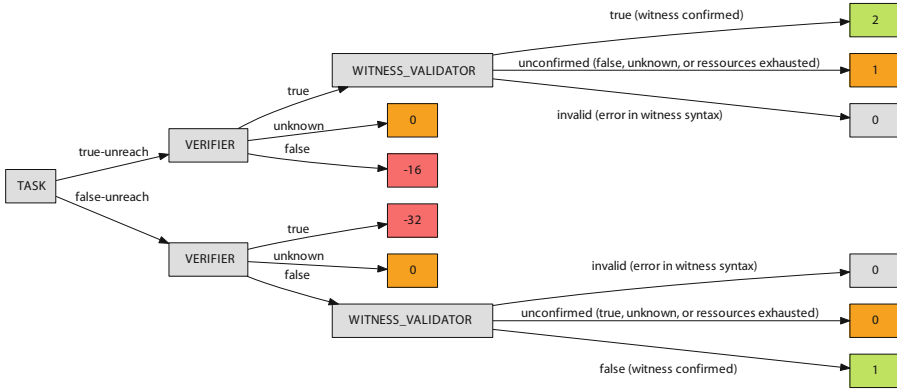 true (witness confirmed)
2
WITNESS_VALIDATOR
unconfirmed (false, unknown, or ressources exhausted)
1
true
invalid (error in witness syntax)
0
unknown
0
VERIFIER
true-unreach
false
-16
TASK
false-unreach
true
-32
VERIFIER
unknown
0
false
invalid (error in witness syntax)
0
WITNESS_VALIDATOR
unconfirmed (true, unknown, or ressources exhausted)
0
false (witness confirmed)
1